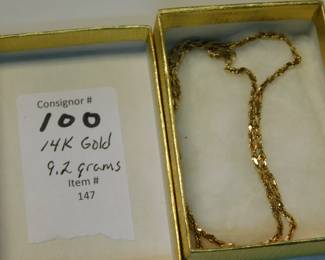 Consignor #
100
14K Gold
9.2 grams
Item #
147